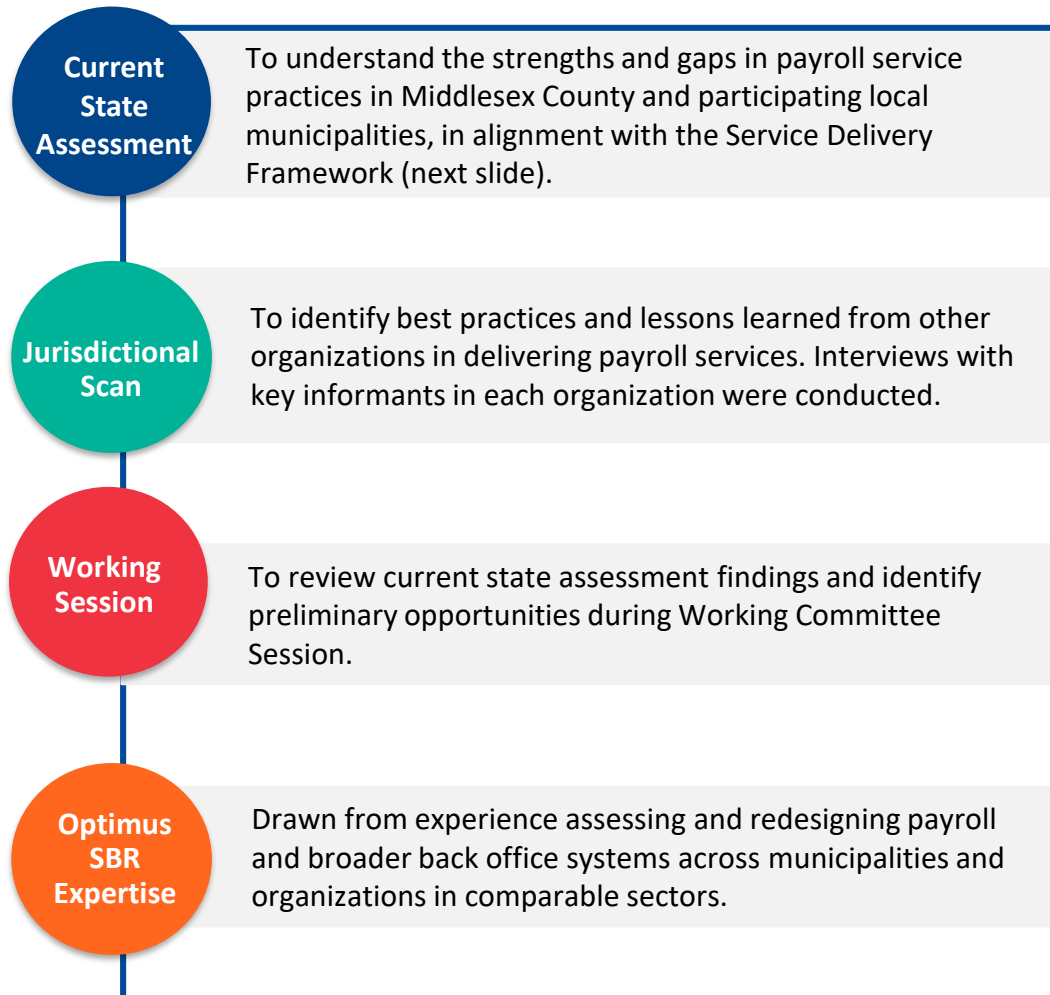 Current
State
Assessment
To understand the strengths and gaps in payroll service
practices in Middlesex County and participating local
municipalities, in alignment with the Service Delivery
Framework (next slide).
Jurisdictional
Scan
To identify best practices and lessons learned from other
organizations in delivering payroll services. Interviews with
key informants in each organization were conducted.
Working
Session
To review current state assessment findings and identify
preliminary opportunities during Working Committee
Session.
Optimus
SBR
Expertise
Drawn from experience assessing and redesigning payroll
and broader back office systems across municipalities and
organizations in comparable sectors.